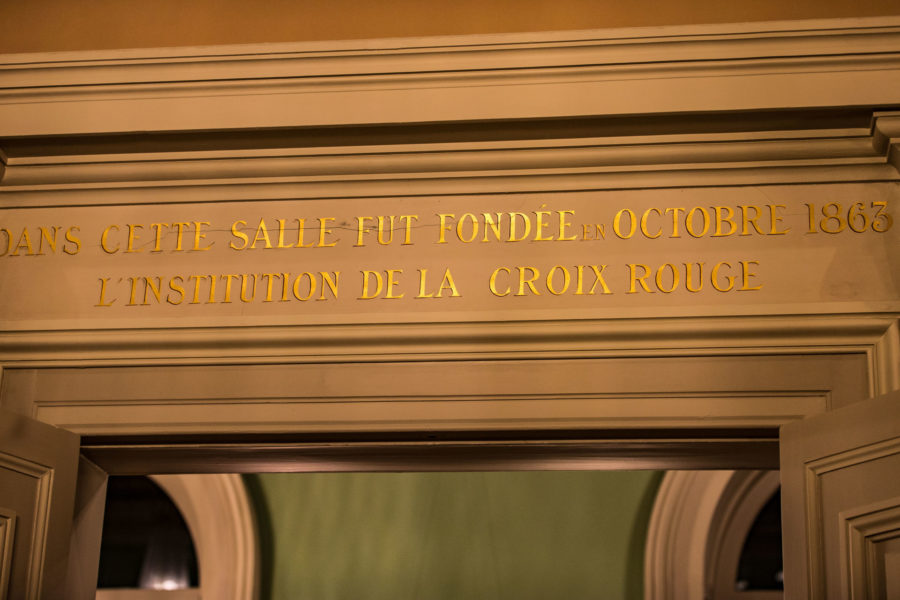 DANS CETTE SALLE FUT FONDÉE EN OCTOBRE 1863
L'INSTITUTION DE LA CROIX ROUGE